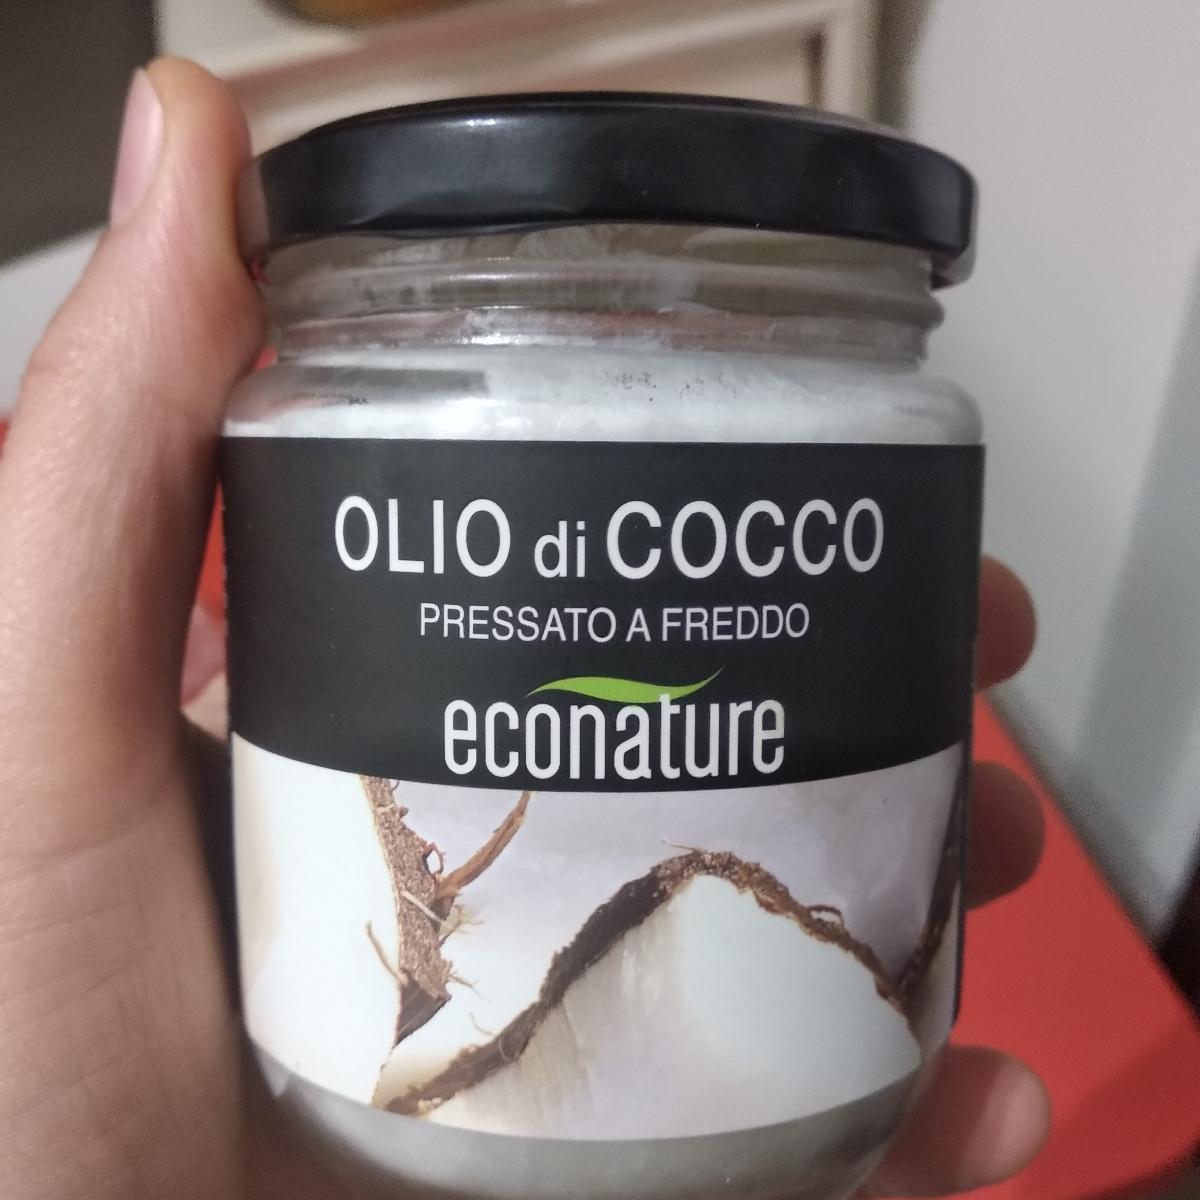 OLIO di COCCO
PRESSATO A FREDDO
econature